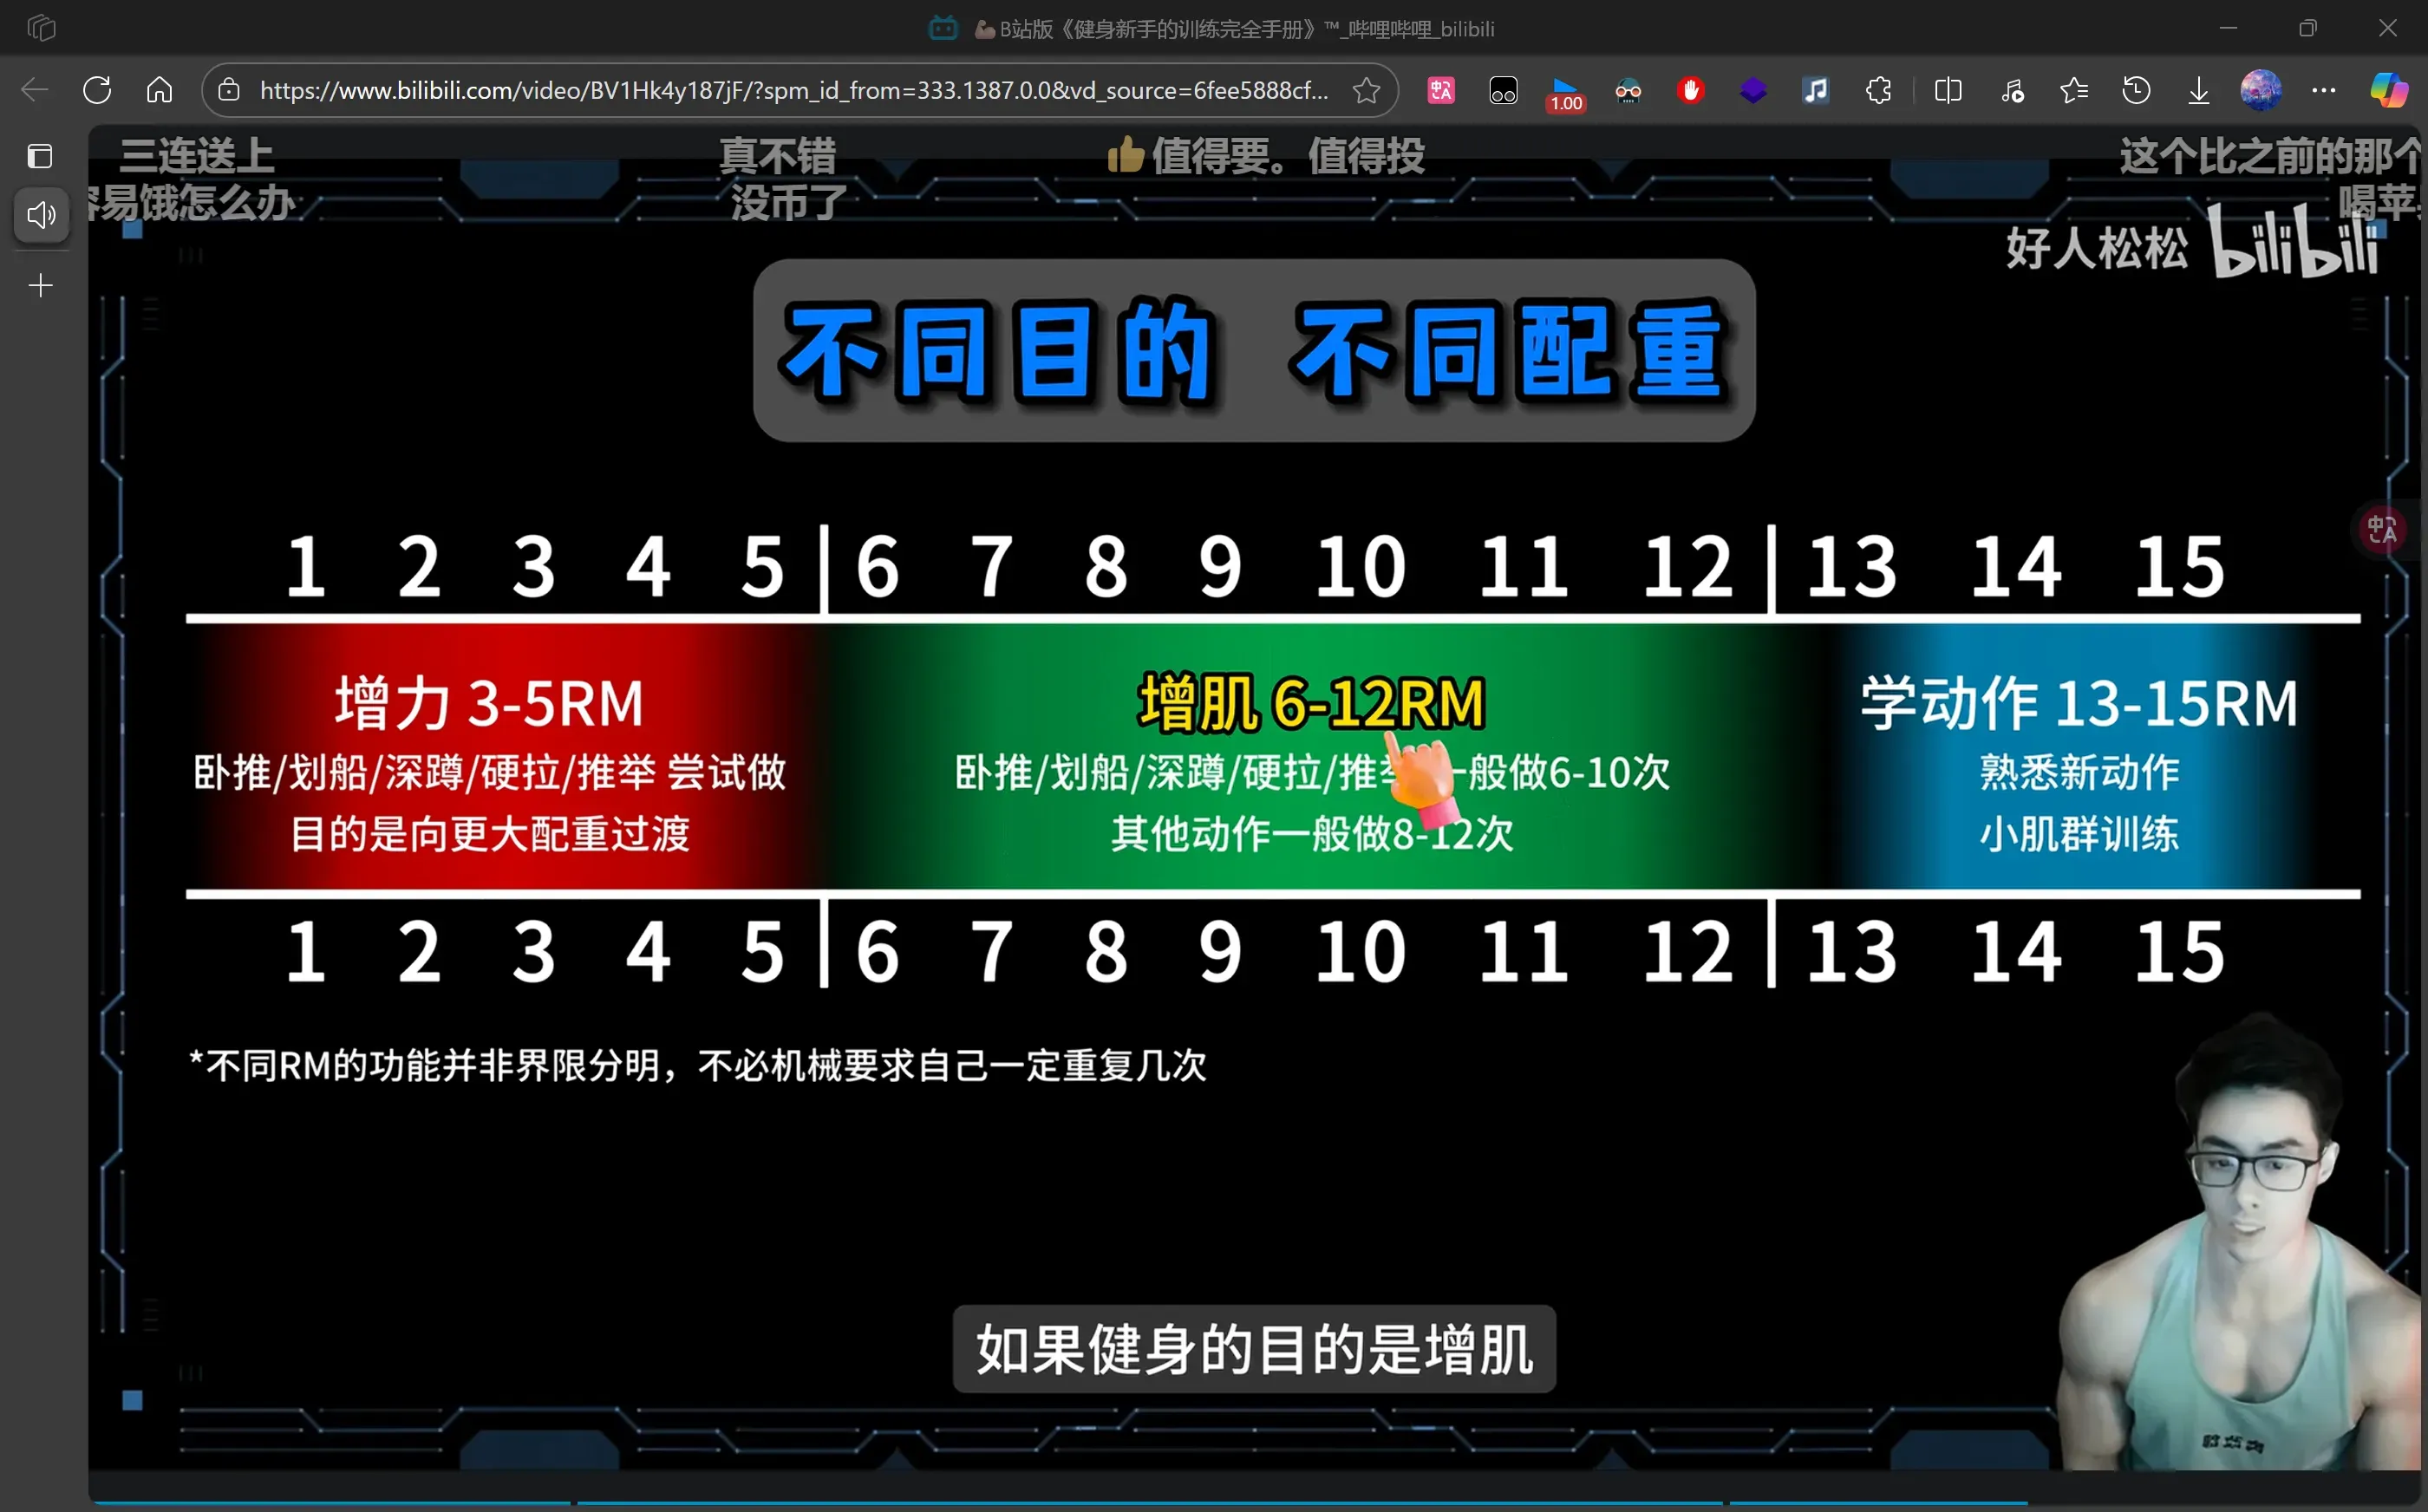 B站版《健身新手的训练完全手册》™_哔哩哔哩_bilibili
https://www.bilibili.com/video/BV1Hk4y187jF/?spm_id_from=333.1387.0.0&vd_source=6fee5888cf...
1.00
三连送上
真不错
值得要。值得投
这个比之前的那个
易饿怎么办
没币了
喝苹
好人松松 bilibili
不同目的 不同配重
1 2 3 4 5 6 7 8 9 10 11 12 13 14 15
增力 3-5RM
卧推/划船/深蹲/硬拉/推举 尝试做
目的是向更大配重过渡
增肌 6-12RM
卧推/划船/深蹲/硬拉/推 一般做6-10次
其他动作一般做8-12次
学动作 13-15RM
熟悉新动作
小肌群训练
1 2 3 4 5 6 7 8 9 10 11 12 13 14 15
*不同RM的功能并非界限分明，不必机械要求自己一定重复几次
如果健身的目的是增肌